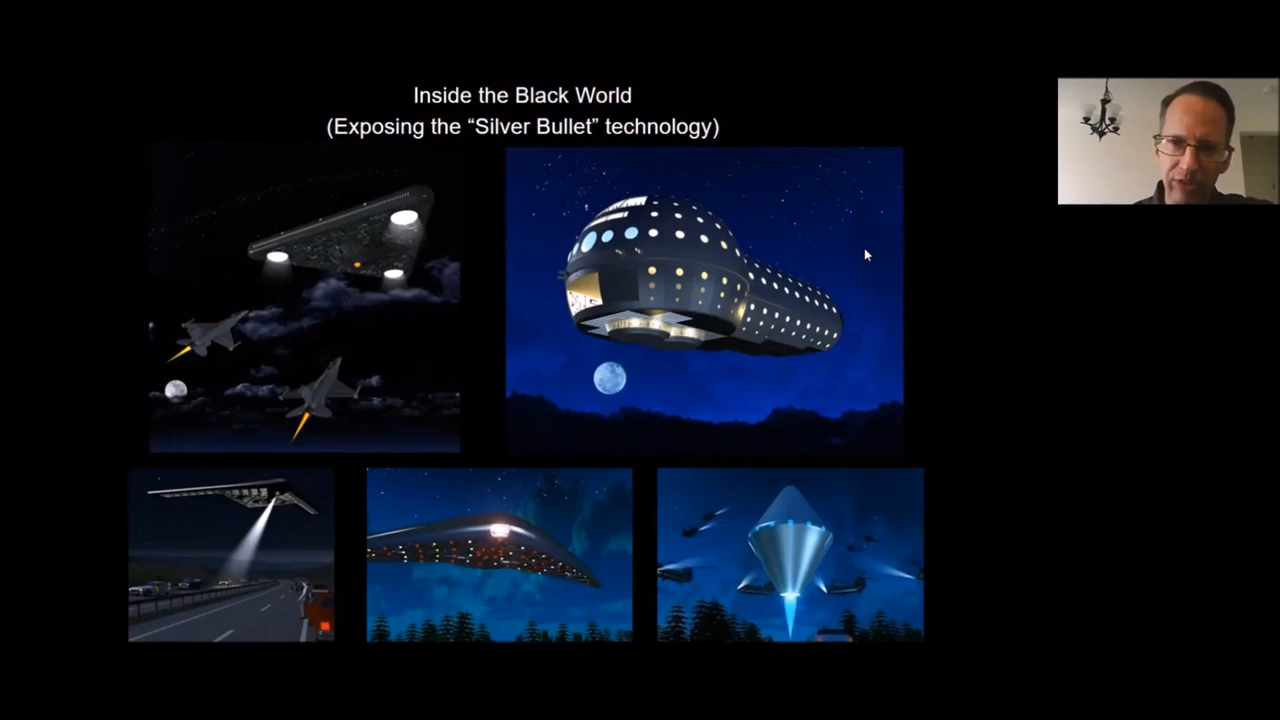 Inside the Black World
(Exposing the “Silver Bullet” technology)